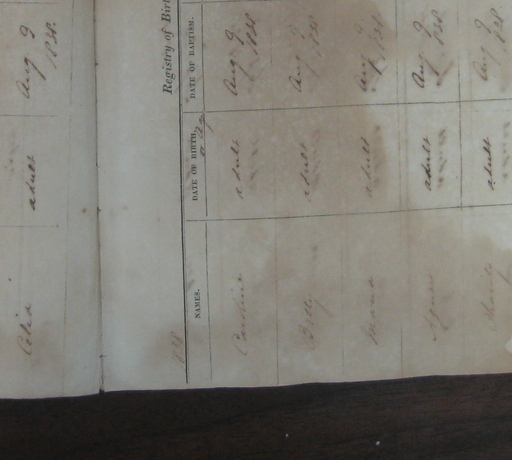 Celia adult Aug 9
1838.
1838
Registry of Birt
NAMES. DATE OF BIRTH, DATE OF BAPTISM.
or Age
Caroline adult Aug 9
1838
Betty adult Aug 9
1838
Maria adult Aug 9
1838.
Agnes adult Aug 9
1838
Charity adult Aug 9
1838